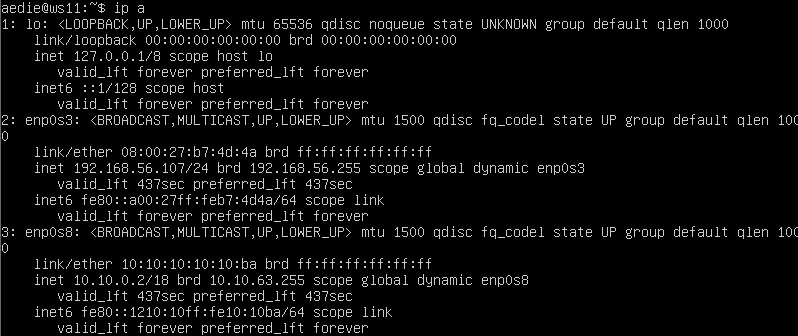 aedie@ws11:~$ ip a
1: lo: <LOOPBACK,UP,LOWER_UP> mtu 65536 qdisc noqueue state UNKNOWN group default qlen 1000
    link/loopback 00:00:00:00:00:00 brd 00:00:00:00:00:00
    inet 127.0.0.1/8 scope host lo
       valid_lft forever preferred_lft forever
    inet6 ::1/128 scope host
       valid_lft forever preferred_lft forever
2: enp0s3: <BROADCAST,MULTICAST,UP,LOWER_UP> mtu 1500 qdisc fq_codel state UP group default qlen 100
0
    link/ether 08:00:27:b7:4d:4a brd ff:ff:ff:ff:ff:ff
    inet 192.168.56.107/24 brd 192.168.56.255 scope global dynamic enp0s3
       valid_lft 437sec preferred_lft 437sec
    inet6 fe80::a00:27ff:feb7:4d4a/64 scope link
       valid_lft forever preferred_lft forever
3: enp0s8: <BROADCAST,MULTICAST,UP,LOWER_UP> mtu 1500 qdisc fq_codel state UP group default qlen 100
0
    link/ether 10:10:10:10:10:ba brd ff:ff:ff:ff:ff:ff
    inet 10.10.0.2/18 brd 10.10.63.255 scope global dynamic enp0s8
       valid_lft 437sec preferred_lft 437sec
    inet6 fe80::1210:10ff:fe10:10ba/64 scope link
       valid_lft forever preferred_lft forever